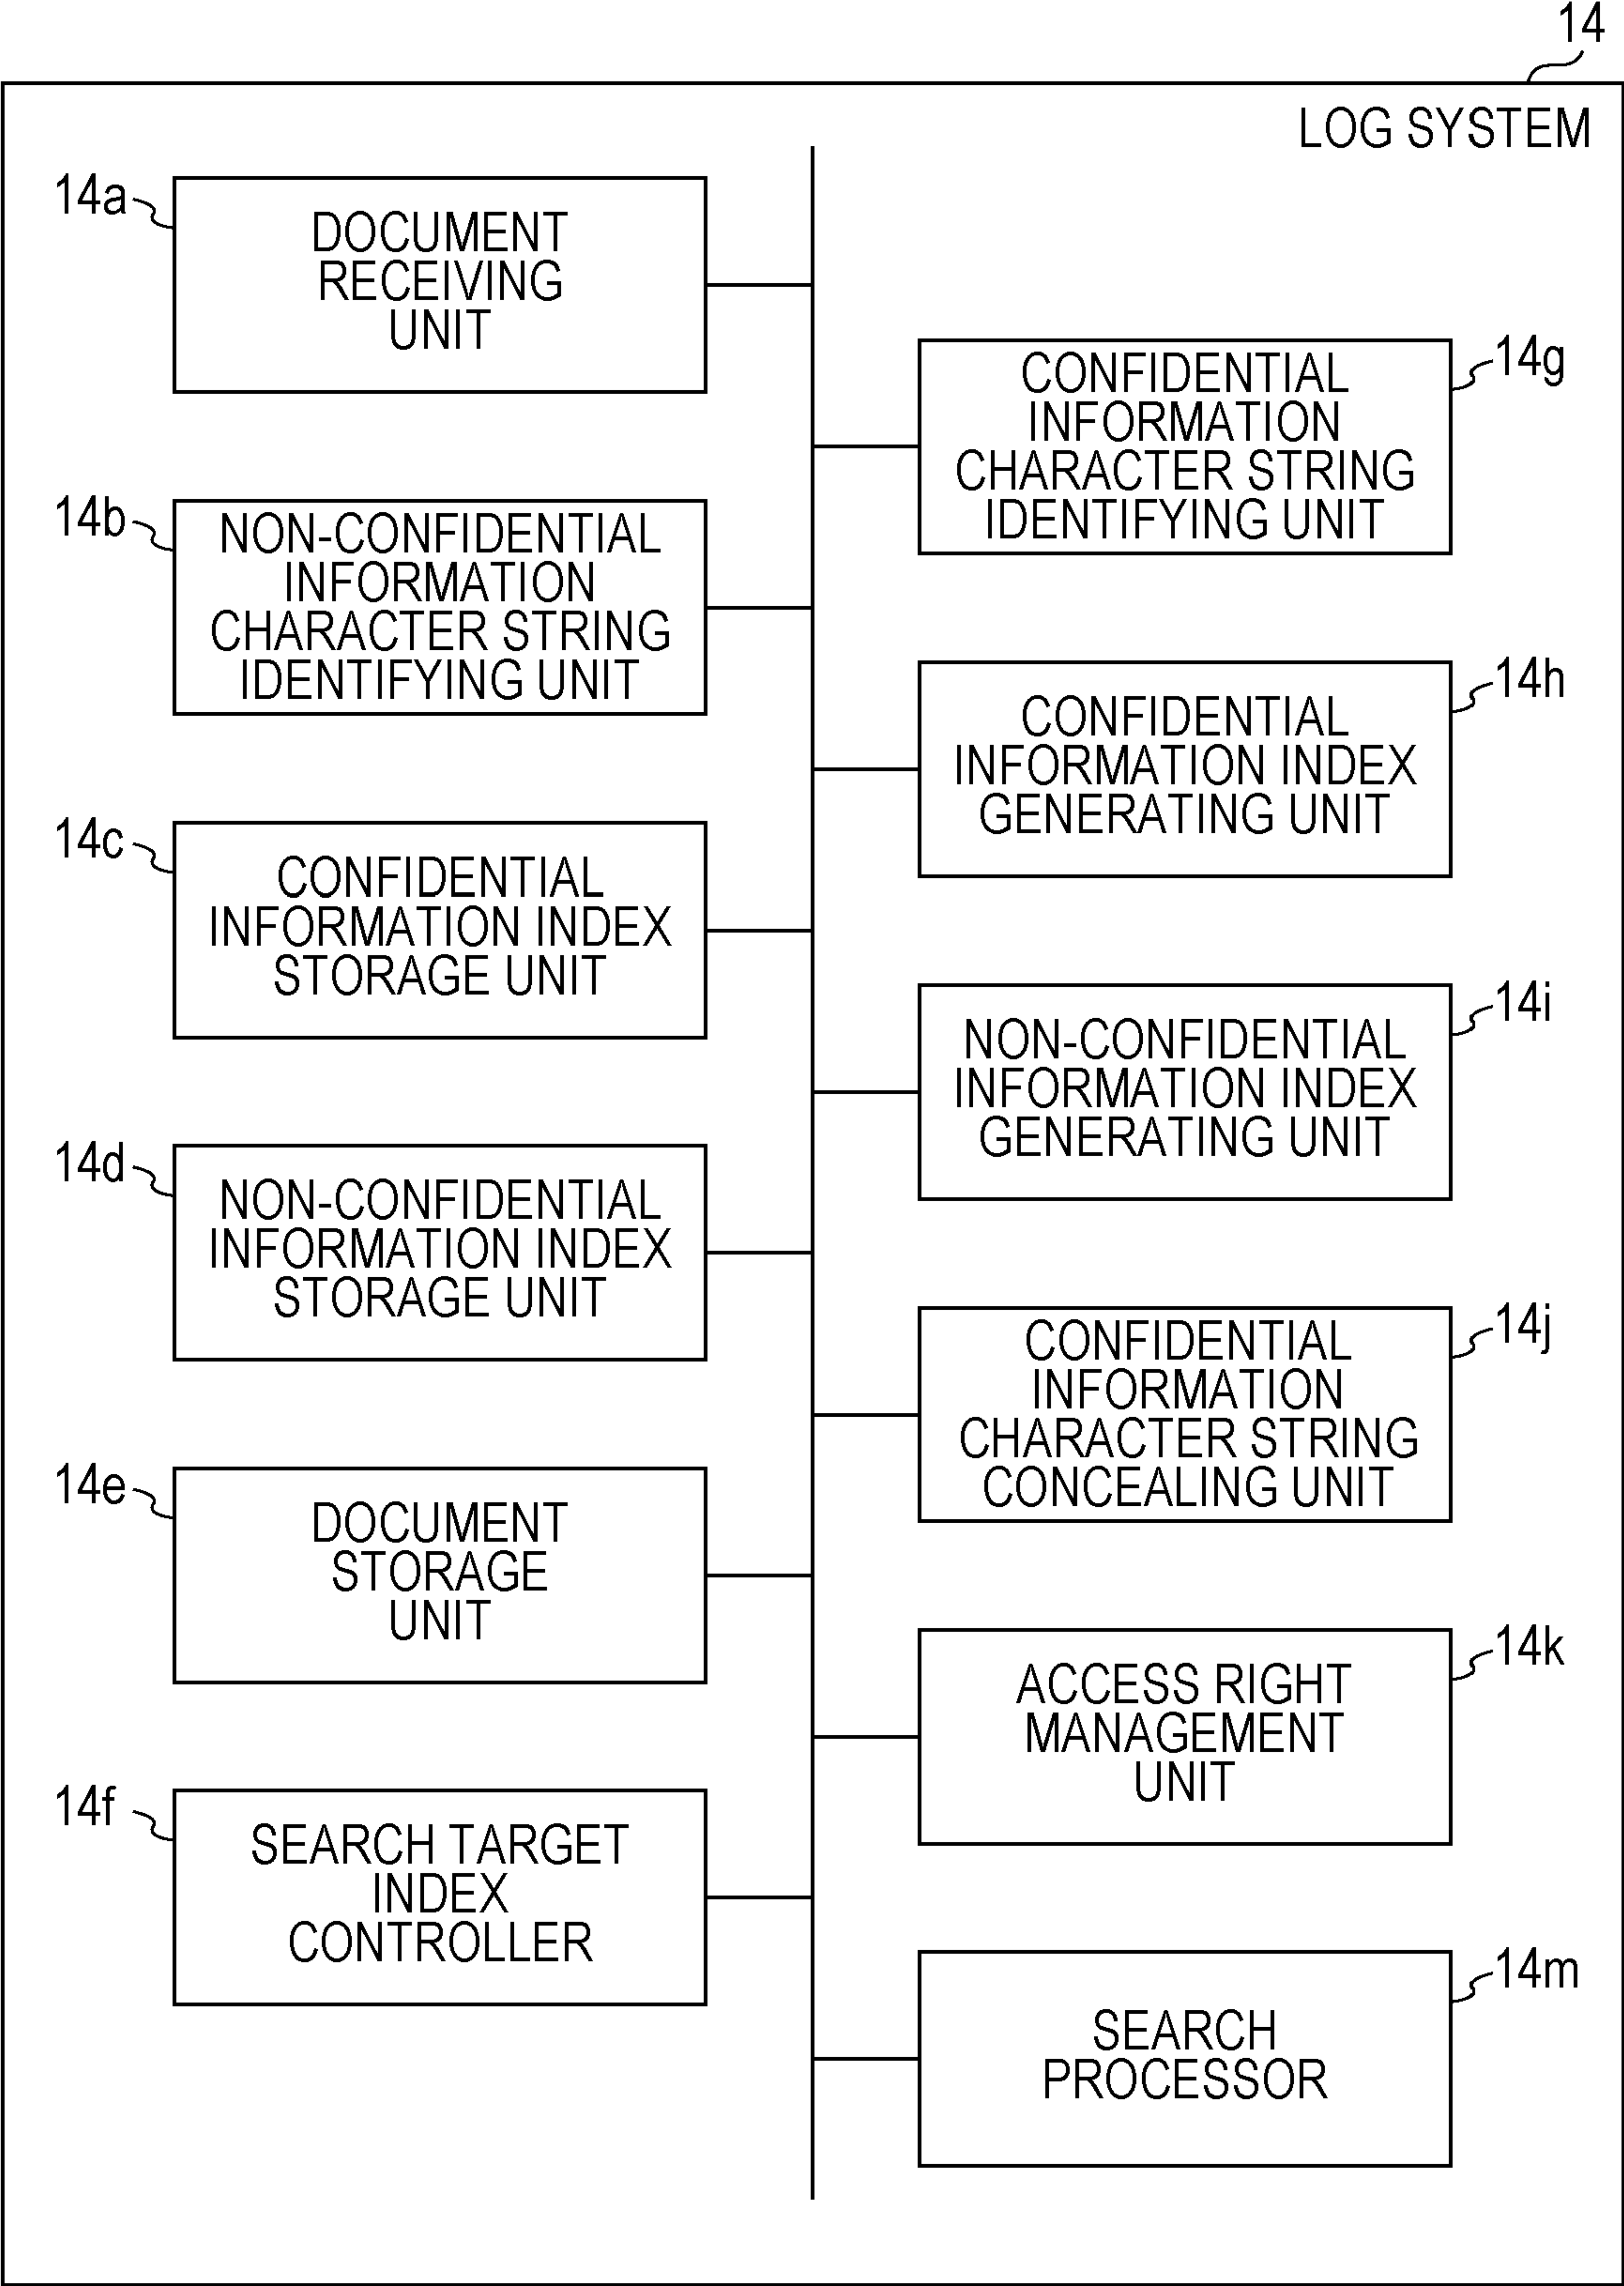 14
LOG SYSTEM
14a
DOCUMENT
RECEIVING
UNIT
14b
NON-CONFIDENTIAL
INFORMATION
CHARACTER STRING
IDENTIFYING UNIT
14c
CONFIDENTIAL
INFORMATION INDEX
STORAGE UNIT
14d
NON-CONFIDENTIAL
INFORMATION INDEX
STORAGE UNIT
14e
DOCUMENT
STORAGE
UNIT
14f
SEARCH TARGET
INDEX
CONTROLLER
14g
CONFIDENTIAL
INFORMATION
CHARACTER STRING
IDENTIFYING UNIT
14h
CONFIDENTIAL
INFORMATION INDEX
GENERATING UNIT
14i
NON-CONFIDENTIAL
INFORMATION INDEX
GENERATING UNIT
14j
CONFIDENTIAL
INFORMATION
CHARACTER STRING
CONCEALING UNIT
14k
ACCESS RIGHT
MANAGEMENT
UNIT
14m
SEARCH
PROCESSOR